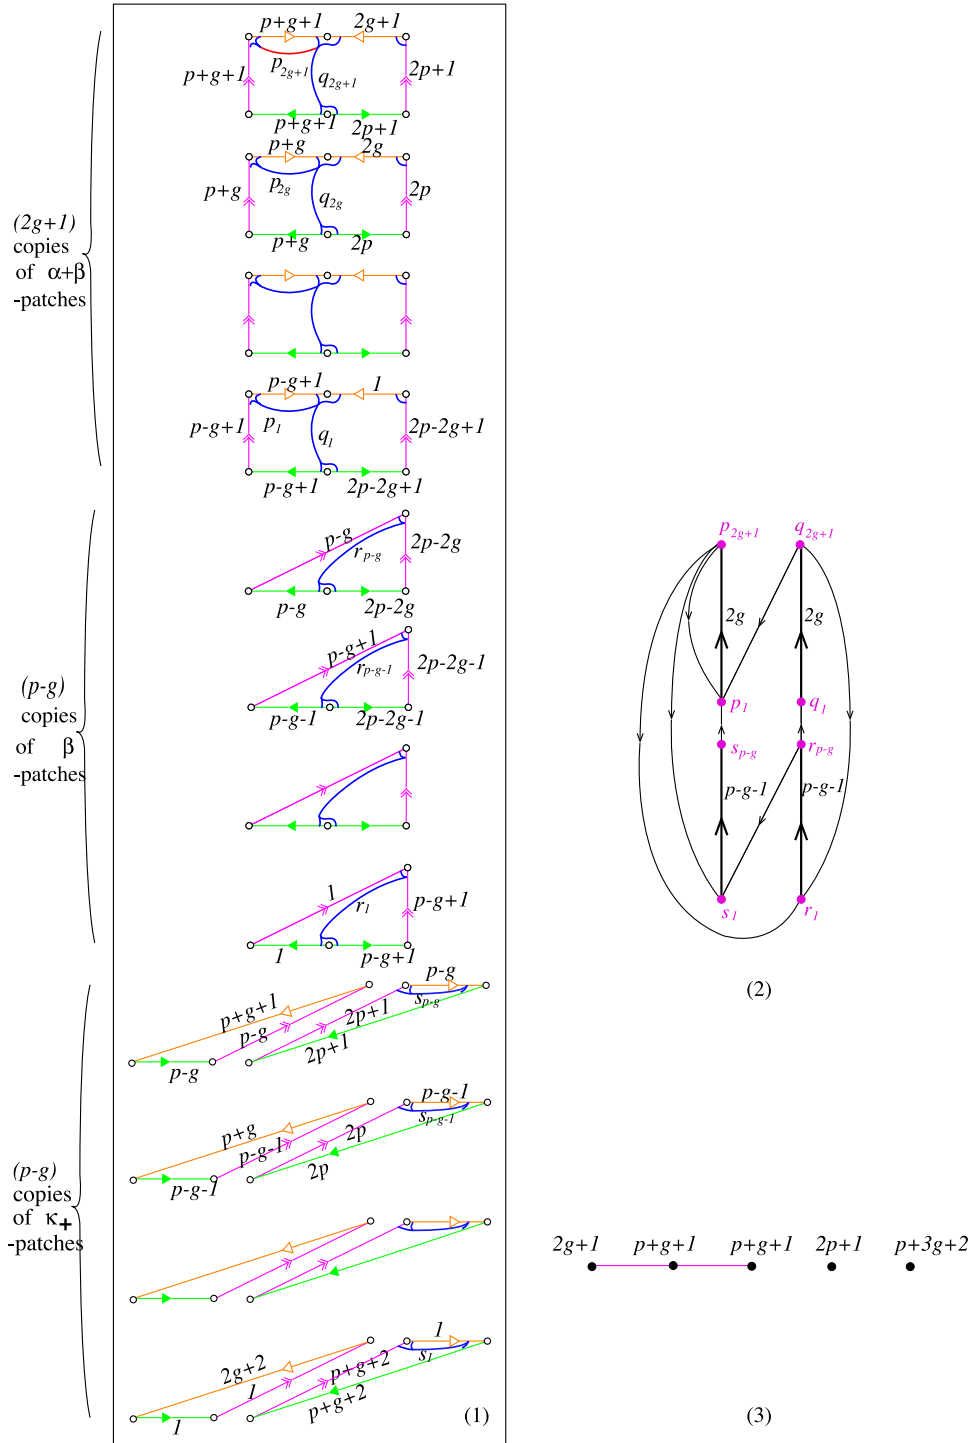 p+g+1 2g+1
p+g+1 p2g+1 q2g+1 2p+1
p+g+1 2p+1
p+g 2g
p+g p2g q2g 2p
p+g 2p
(2g+1)
copies
of α+β
-patches
p-g+1 1
p-g+1 p1 q1 2p-2g+1
p-g+1 2p-2g+1
p-g rp-g 2p-2g
p-g 2p-2g
p-g+1 rp-g-1 2p-2g-1
p-g-1 2p-2g-1
(p-g)
copies
of β
-patches
1 r1 p-g+1
1 p-g+1
p+g+1 p-g 2p+1 p-g sp-g
p-g 2p+1
p+g p-g-1 2p p-g-1 sp-g-1
p-g-1 2p
(p-g)
copies
of κ+
-patches
2g+2 1 p+g+2 1 s1
1 p+g+2
(1)
p2g+1 q2g+1
2g 2g
p1 q1
sp-g rp-g
p-g-1 p-g-1
s1 r1
(2)
2g+1 p+g+1 p+g+1 2p+1 p+3g+2
(3)